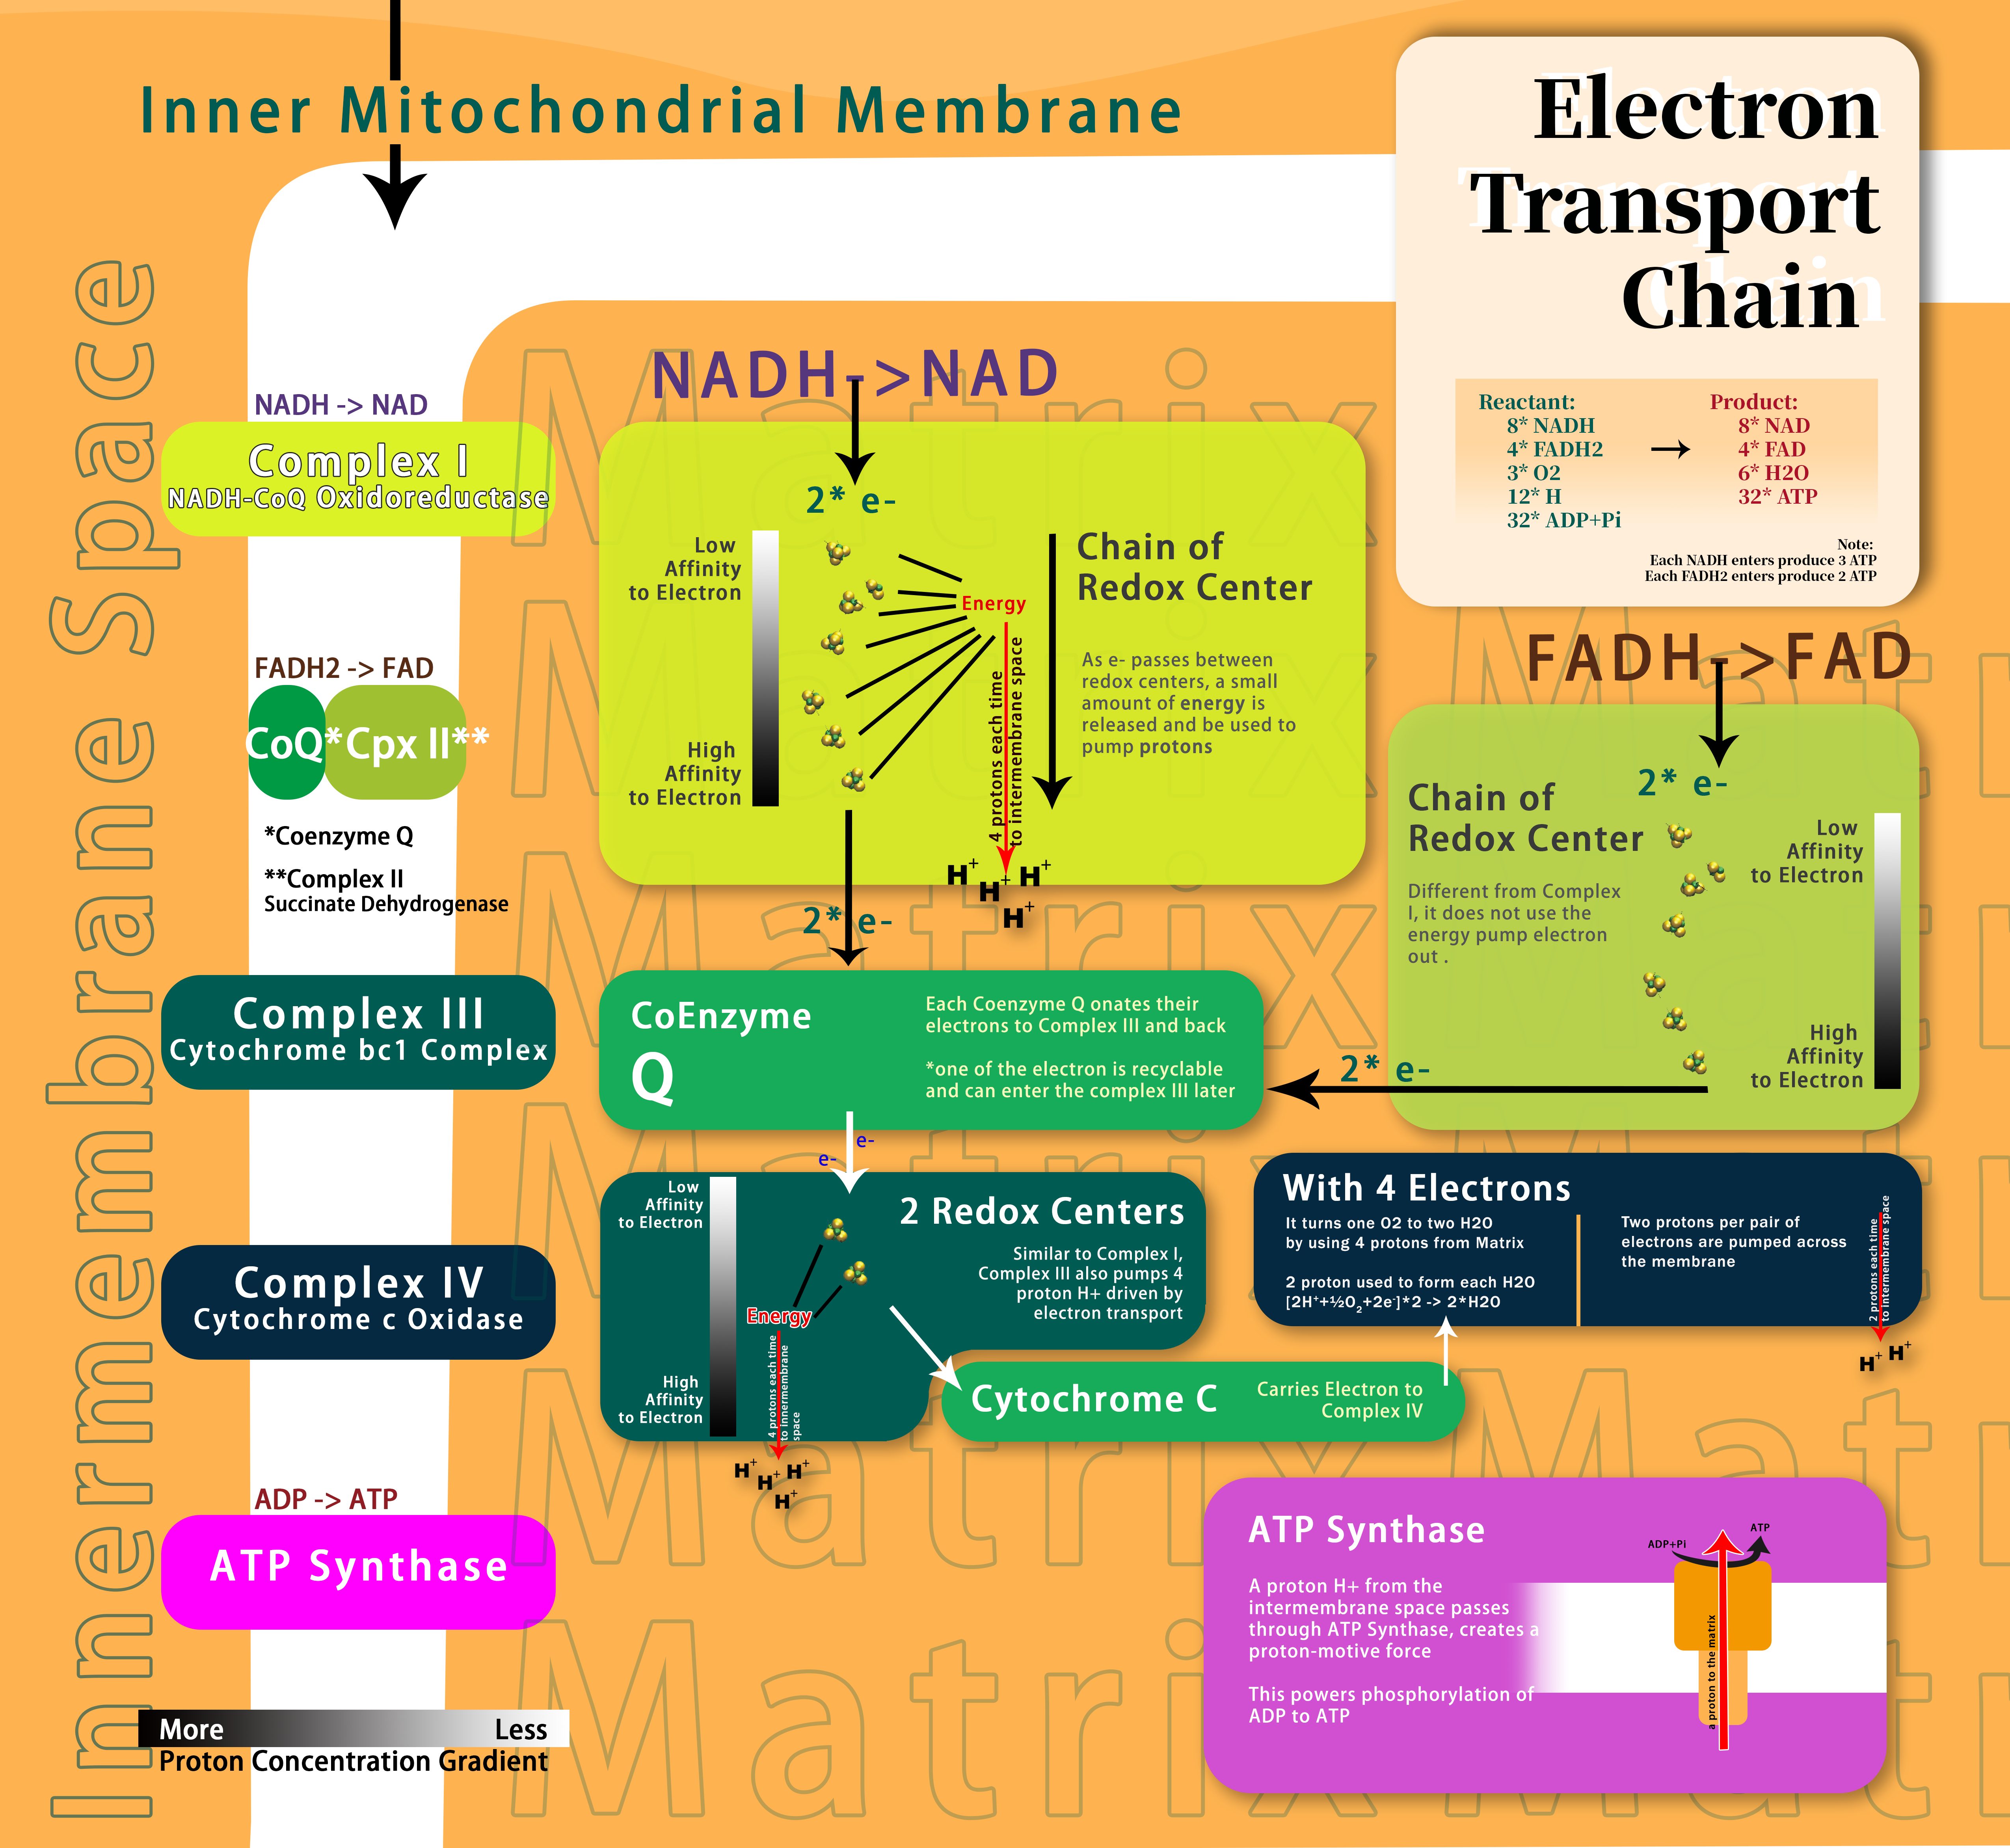 Inner Mitochondrial Membrane
Electron
Transport
Chain
Reactant:
8* NADH
4* FADH2
3* O2
12* H
32* ADP+Pi
→
Product:
8* NAD
4* FAD
6* H2O
32* ATP
Note:
Each NADH enters produce 3 ATP
Each FADH2 enters produce 2 ATP
Innermembrane Space
NADH -> NAD
Complex I
NADH-CoQ Oxidoreductase
FADH2 -> FAD
CoQ*Cpx II**
*Coenzyme Q
**Complex II
Succinate Dehydrogenase
Complex III
Cytochrome bc1 Complex
Complex IV
Cytochrome c Oxidase
ADP -> ATP
ATP Synthase
More
Less
Proton Concentration Gradient
Matrix
Matrix
Matrix
Matrix
Matrix Matri
Matrix Matri
NADH->NAD
2* e-
Low
Affinity
to Electron
High
Affinity
to Electron
Energy
4 protons each time
to intermembrane space
Chain of
Redox Center
As e- passes between
redox centers, a small
amount of energy is
released and be used to
pump protons
H+ H+ H+
H+
2* e-
FADH->FAD
2* e-
Chain of
Redox Center
Different from Complex
I, it does not use the
energy pump electron
out .
Low
Affinity
to Electron
High
Affinity
to Electron
2* e-
CoEnzyme
Q
Each Coenzyme Q onates their
electrons to Complex III and back
*one of the electron is recyclable
and can enter the complex III later
e-
e-
Low
Affinity
to Electron
High
Affinity
to Electron
Energy
4 protons each time
to innermembrane
space
2 Redox Centers
Similar to Complex I,
Complex III also pumps 4
proton H+ driven by
electron transport
H+ H+ H+
H+
Cytochrome C
Carries Electron to
Complex IV
With 4 Electrons
It turns one O2 to two H2O
by using 4 protons from Matrix
2 proton used to form each H2O
[2H⁺+½O₂+2e⁻]*2 -> 2*H2O
Two protons per pair of
electrons are pumped across
the membrane
2 protons each time
to intermembrane space
H+ H+
ATP Synthase
A proton H+ from the
intermembrane space passes
through ATP Synthase, creates a
proton-motive force
This powers phosphorylation of
ADP to ATP
ADP+Pi
ATP
a proton to the matrix